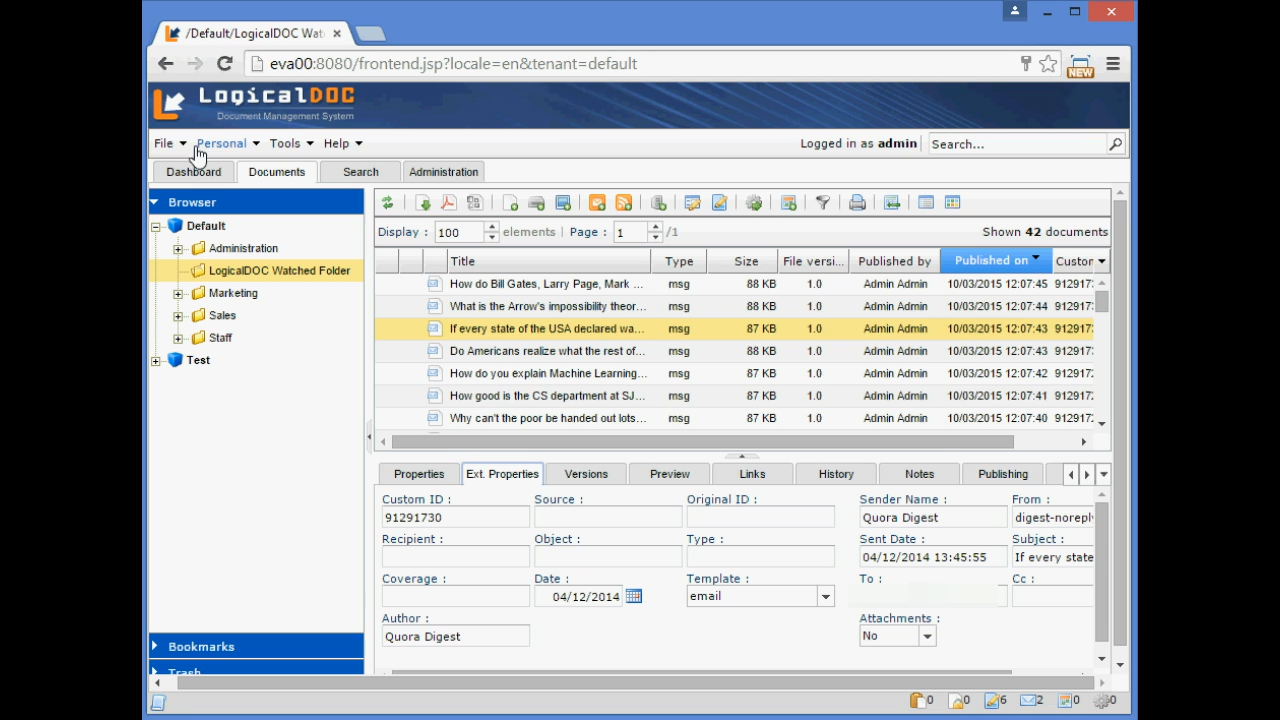 /Default/LogicalDOC Wat
eva00:8080/frontend.jsp?locale=en&tenant=default
NEW
LogicalDOC
Document Management System
File Personal Tools Help Logged in as admin Search...
Dashboard Documents Search Administration
Browser
Default
Administration
LogicalDOC Watched Folder
Marketing
Sales
Staff
Test
Bookmarks
Trash
Display : 100 elements | Page : 1 /1 Shown 42 documents
Title Type Size File versi... Published by Published on Custom
How do Bill Gates, Larry Page, Mark ... msg 88 KB 1.0 Admin Admin 10/03/2015 12:07:45 912917
What is the Arrow's impossibility theor... msg 88 KB 1.0 Admin Admin 10/03/2015 12:07:44 912917
If every state of the USA declared wa... msg 87 KB 1.0 Admin Admin 10/03/2015 12:07:43 912917
Do Americans realize what the rest of... msg 88 KB 1.0 Admin Admin 10/03/2015 12:07:43 912917
How do you explain Machine Learning... msg 87 KB 1.0 Admin Admin 10/03/2015 12:07:42 912917
How good is the CS department at SJ... msg 87 KB 1.0 Admin Admin 10/03/2015 12:07:41 912917
Why can't the poor be handed out lots... msg 87 KB 1.0 Admin Admin 10/03/2015 12:07:40 912917
Properties Ext. Properties Versions Preview Links History Notes Publishing
Custom ID : Source : Original ID : Sender Name : From :
91291730 Quora Digest digest-noreply
Recipient : Object : Type : Sent Date : Subject :
04/12/2014 13:45:55 If every state
Coverage : Date : Template : To : Cc :
04/12/2014 email
Author : Attachments :
Quora Digest No
0 0 6 2 0 0